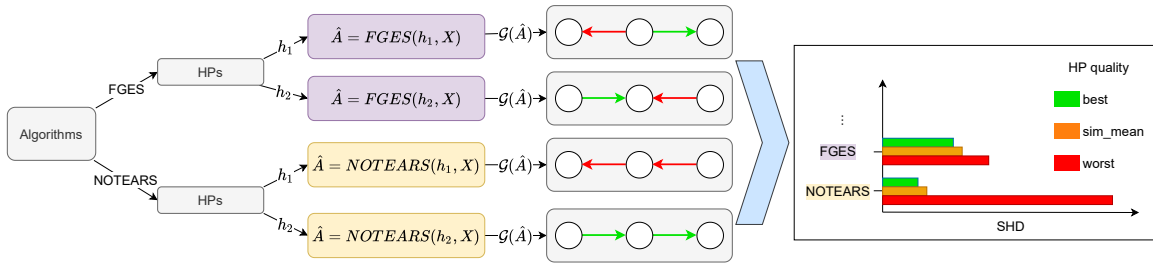 Algorithms
FGES
NOTEARS
HPs
HPs
h₁
h₂
h₁
h₂
Â = FGES(h₁, X)
Â = FGES(h₂, X)
Â = NOTEARS(h₁, X)
Â = NOTEARS(h₂, X)
𝒢(Â)
𝒢(Â)
𝒢(Â)
𝒢(Â)
HP quality
best
sim_mean
worst
...
FGES
NOTEARS
SHD